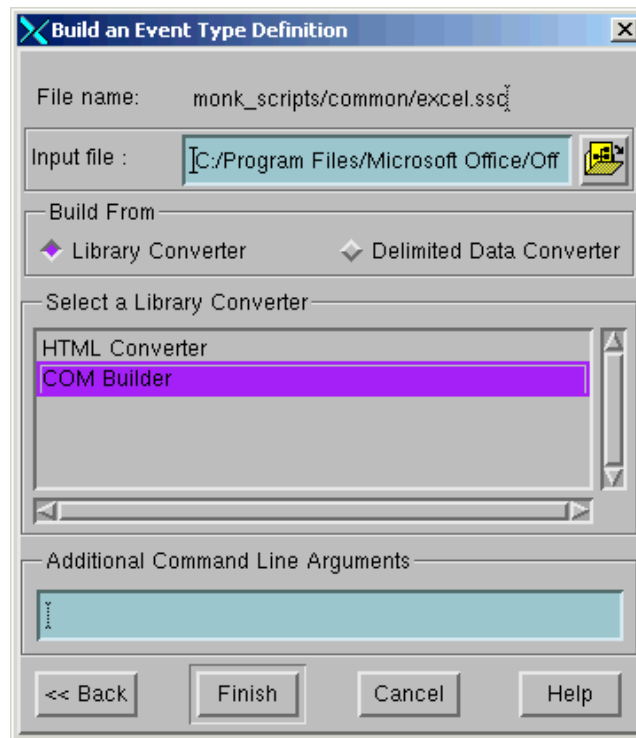 Build an Event Type Definition
File name: monk_scripts/common/excel.ssc
Input file : C:/Program Files/Microsoft Office/Off
Build From
Library Converter Delimited Data Converter
Select a Library Converter
HTML Converter
COM Builder
Additional Command Line Arguments
<< Back Finish Cancel Help